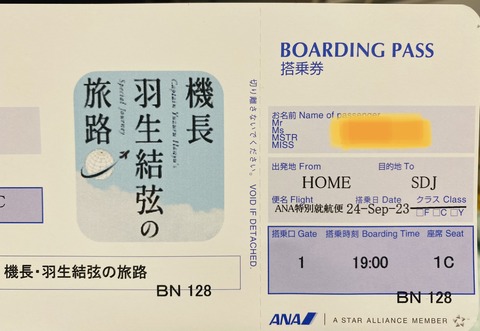 機長
羽生結弦の
旅路
Captain Yuzuru Hanyu's
Special Journey
C
機長・羽生結弦の旅路
BN 128
切り離さないでください。 VOID IF DETACHED.
BOARDING PASS
搭乗券
お名前 Name of passenger
Mr
Ms
MSTR
MISS
出発地 From 目的地 To
HOME SDJ
便名 Flight 搭乗日 Date クラス Class
ANA特別就航便 24-Sep-23 □F □C □Y
搭乗口 Gate 搭乗時刻 Boarding Time 座席 Seat
1 19:00 1C
BN 128
ANA A STAR ALLIANCE MEMBER